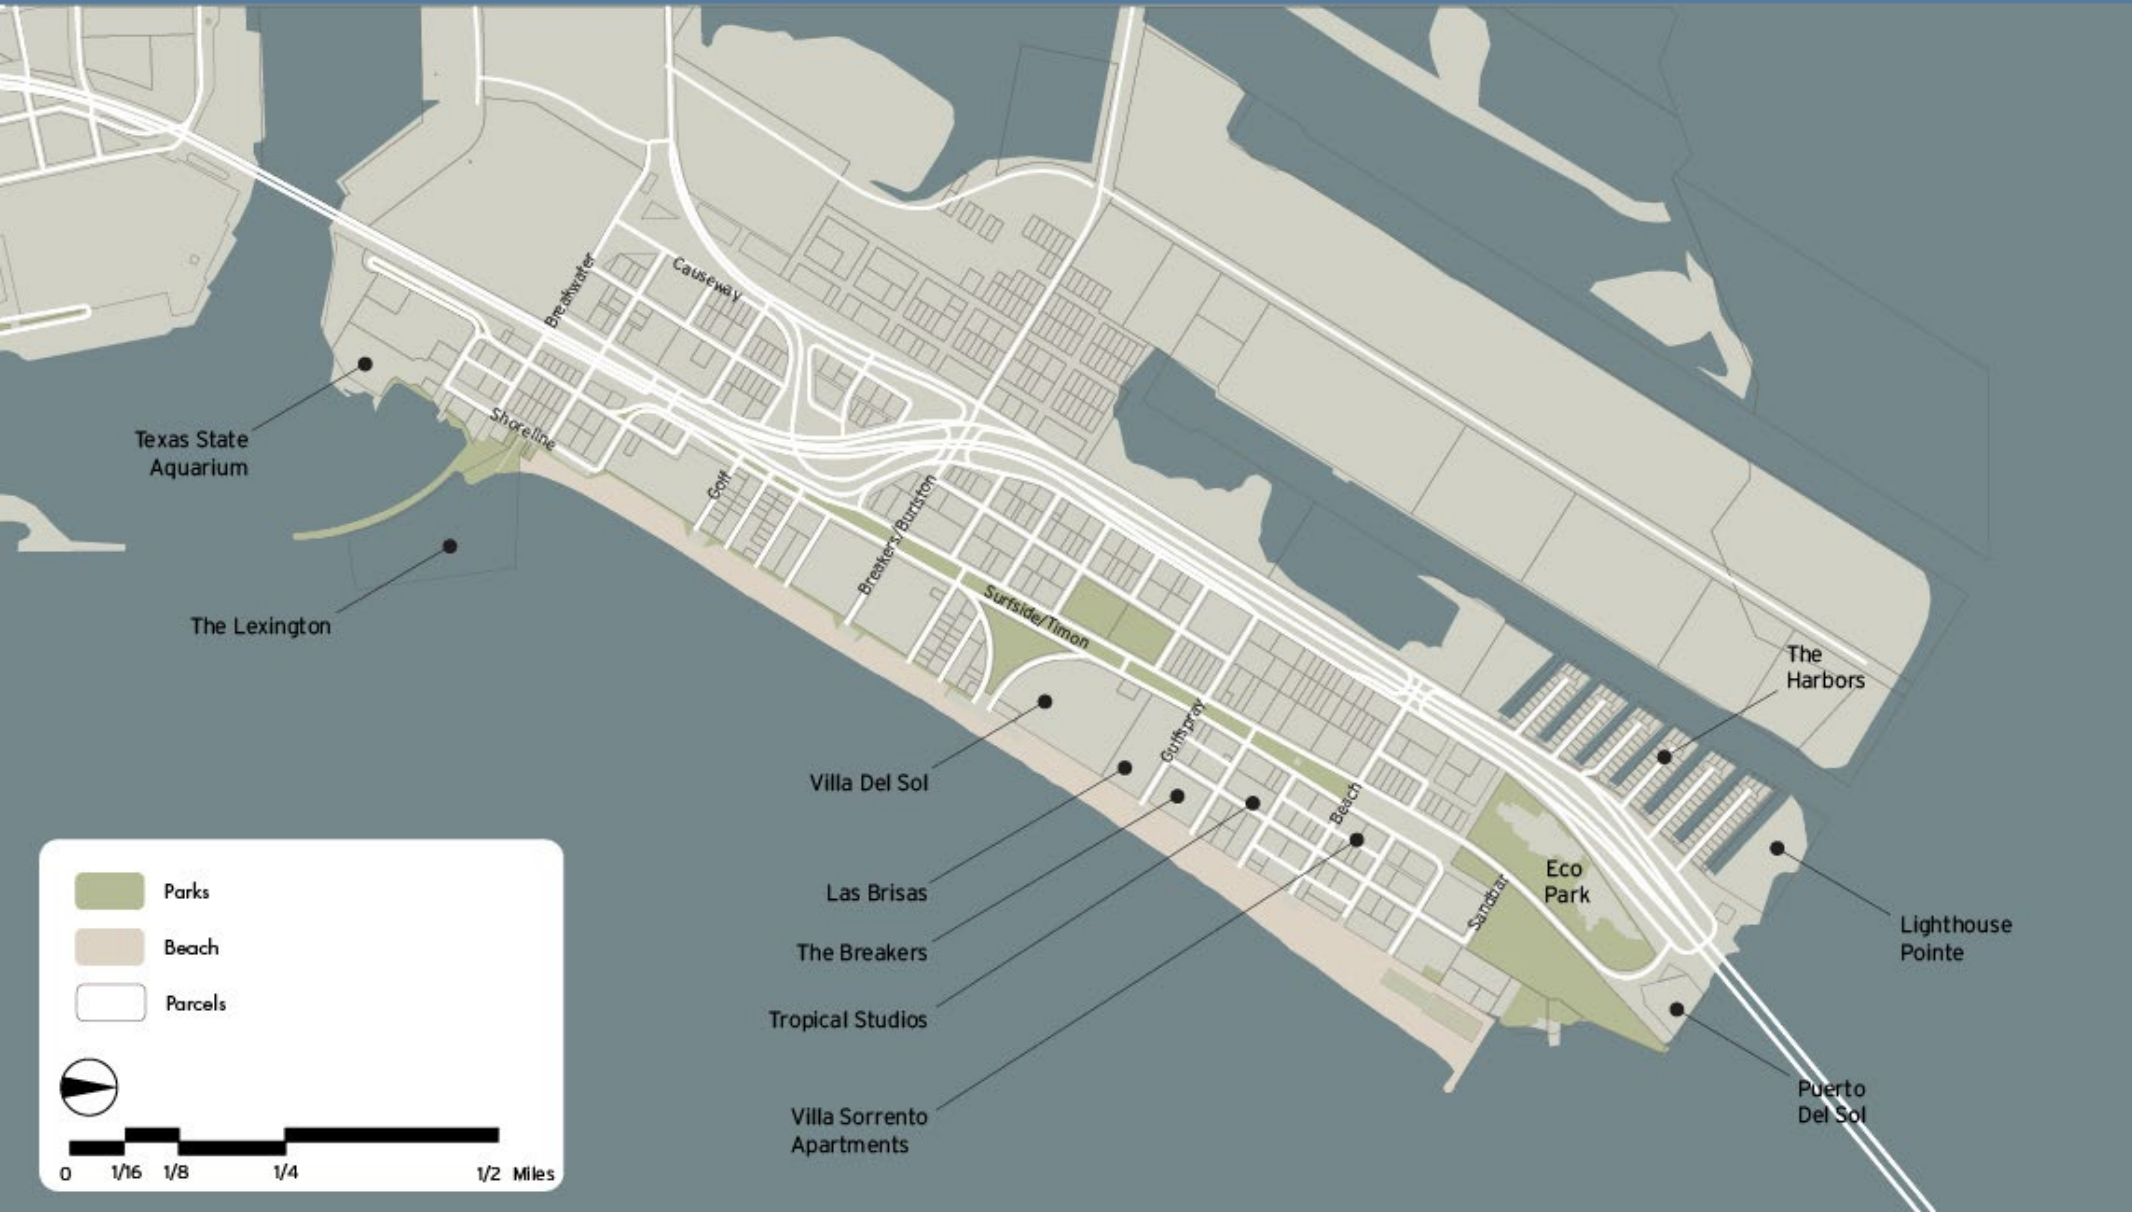 Breakwater
Causeway
Texas State
Aquarium
Shoreline
Golf
Breakers/Burlston
The Lexington
Surfside/Timon
The
Harbors
Gulfspray
Villa Del Sol
Beach
Las Brisas
Eco
Park
Sandbar
Lighthouse
Pointe
The Breakers
Tropical Studios
Villa Sorrento
Apartments
Puerto
Del Sol
Parks
Beach
Parcels
0 1/16 1/8 1/4 1/2 Miles